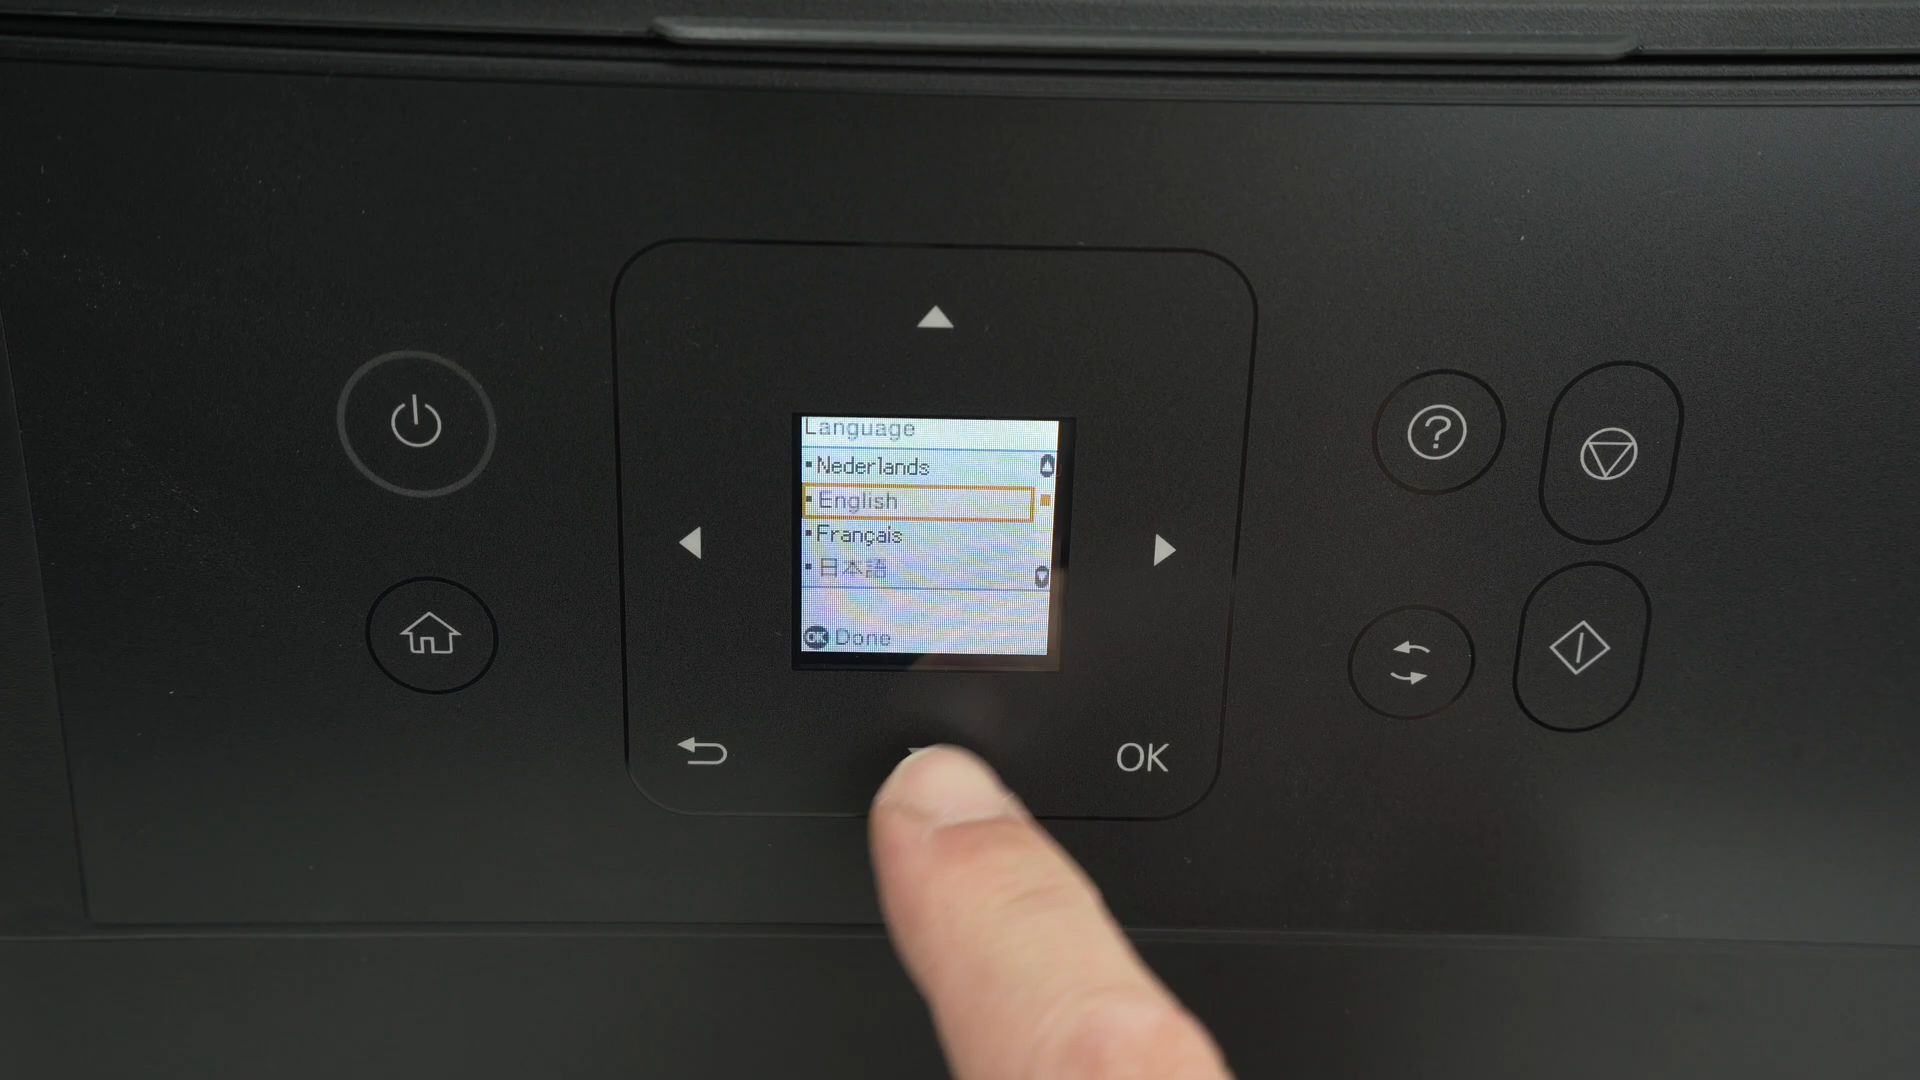 Language
Nederlands
English
Français
日本語
OK Done
OK